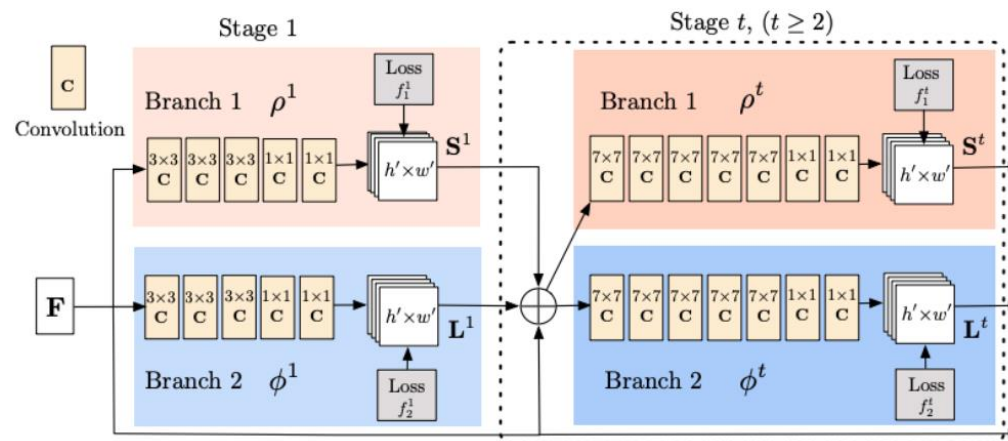 Stage 1
Stage t, (t ≥ 2)
C
Convolution
Branch 1 ρ¹
Loss
f₁¹
3×3 3×3 3×3 1×1 1×1
C C C C C
h′×w′
S¹
Branch 1 ρᵗ
Loss
f₁ᵗ
7×7 7×7 7×7 7×7 7×7 1×1 1×1
C C C C C C C
h′×w′
Sᵗ
F
3×3 3×3 3×3 1×1 1×1
C C C C C
h′×w′
L¹
Branch 2 ϕ¹
Loss
f₂¹
7×7 7×7 7×7 7×7 7×7 1×1 1×1
C C C C C C C
h′×w′
Lᵗ
Branch 2 ϕᵗ
Loss
f₂ᵗ